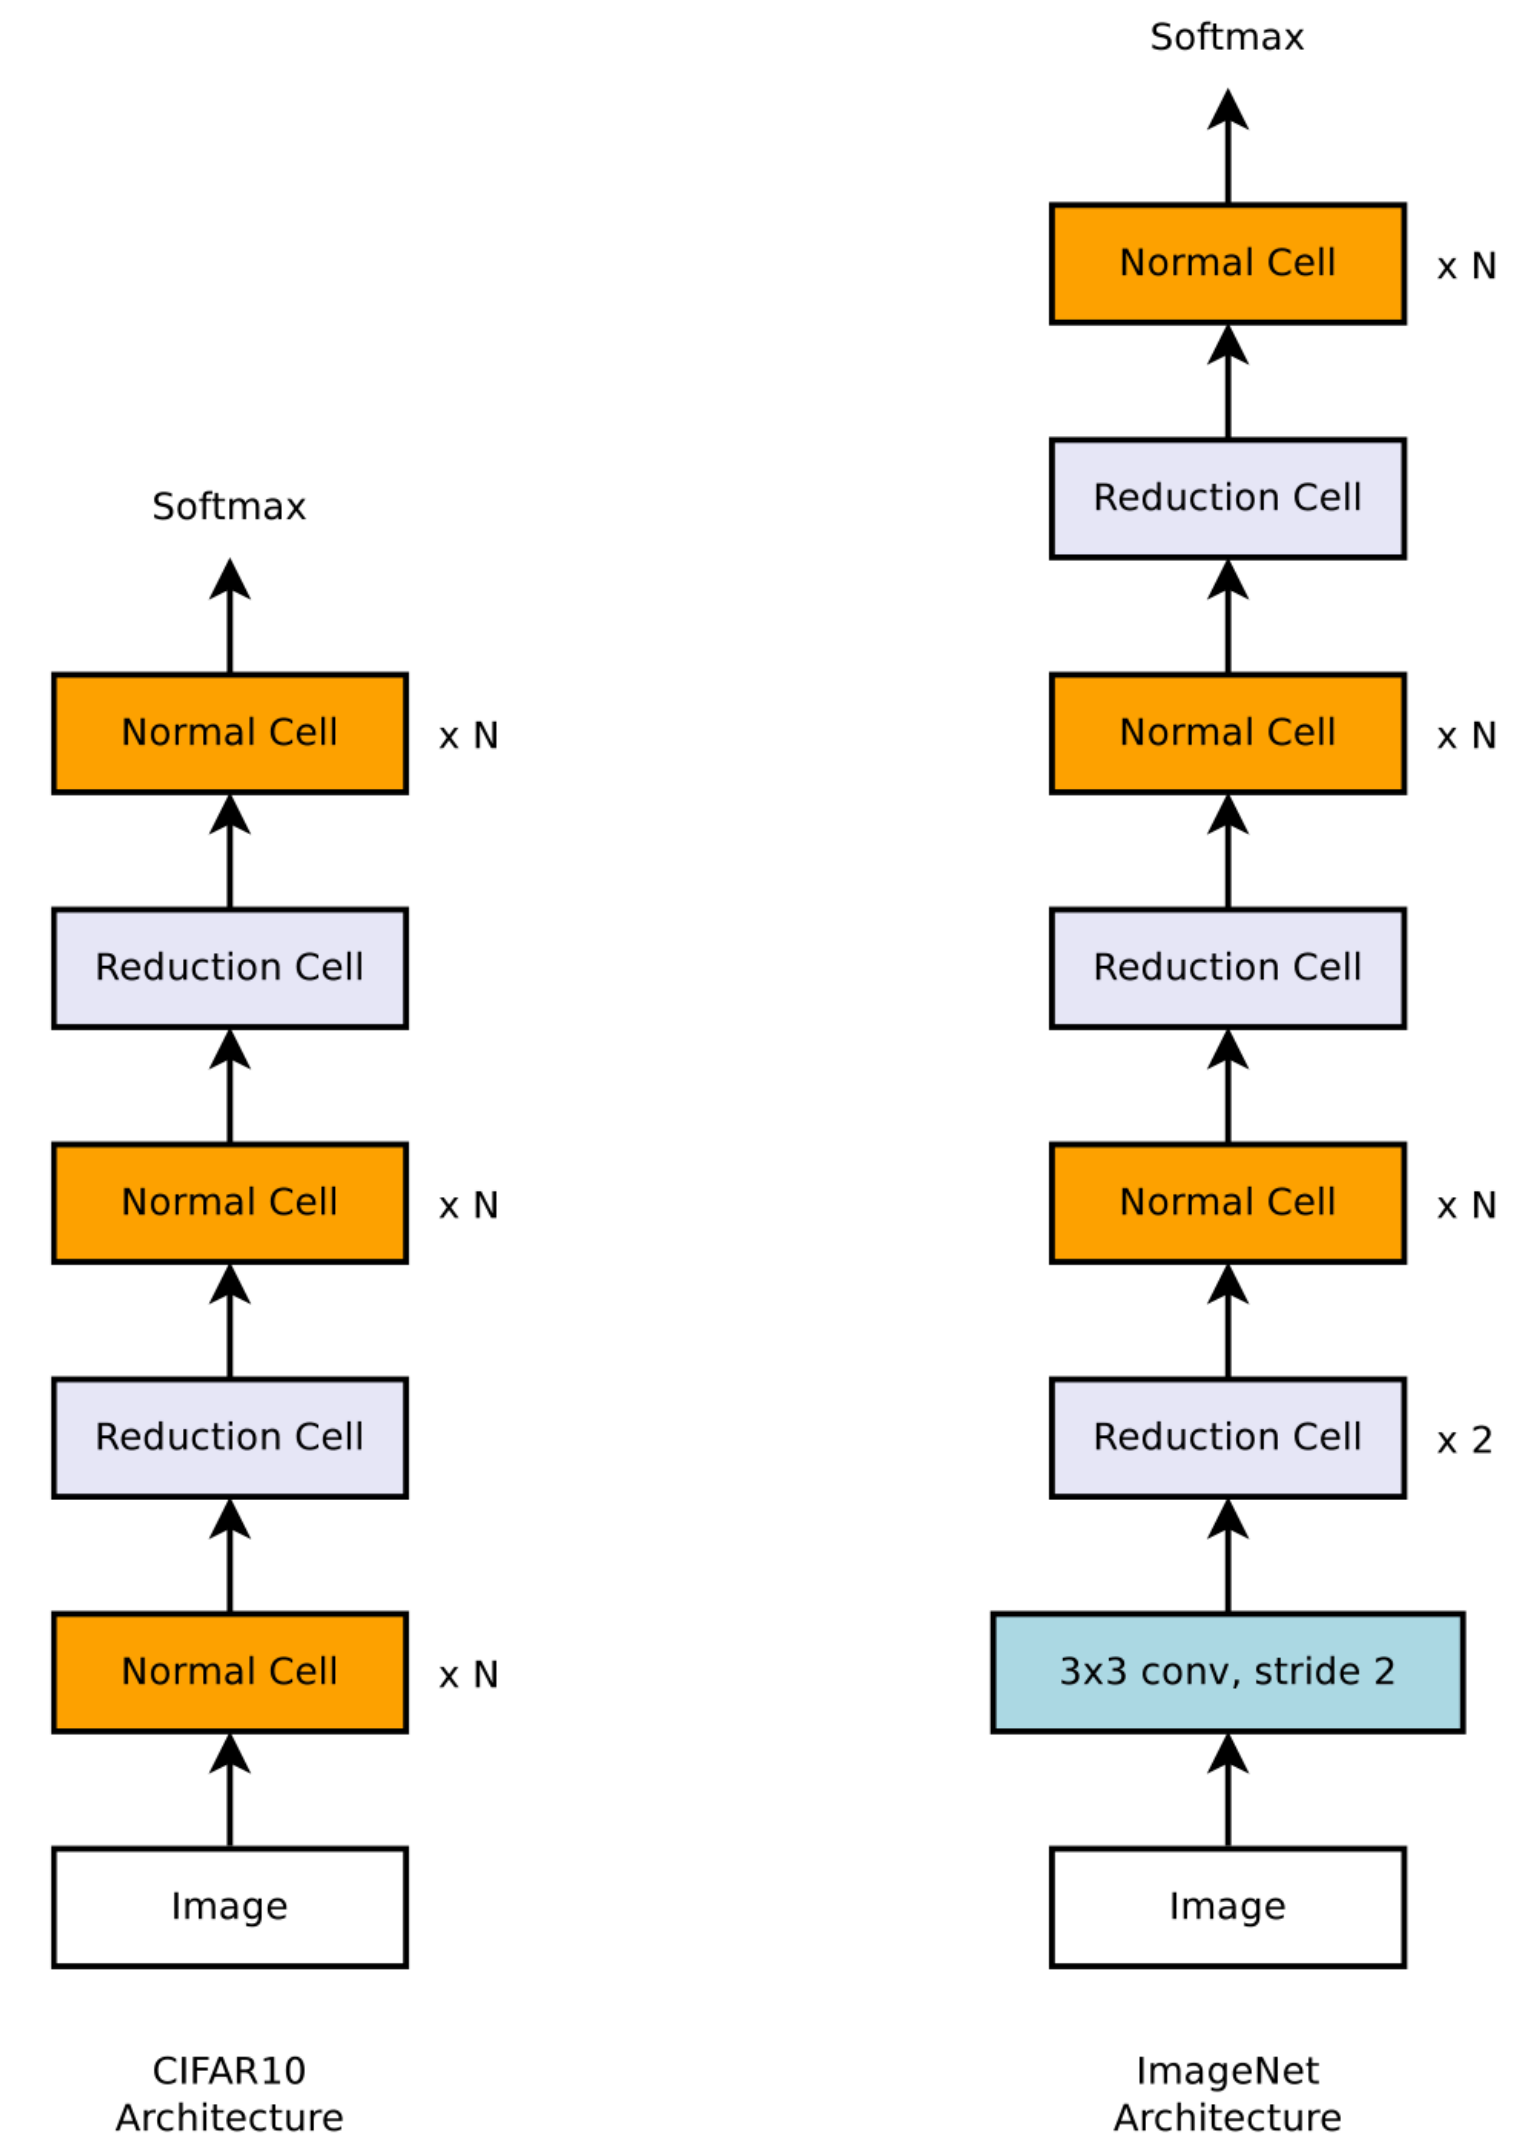 Softmax
Normal Cell
x N
Reduction Cell
Normal Cell
x N
Reduction Cell
Normal Cell
x N
Image
CIFAR10
Architecture
Softmax
Normal Cell
x N
Reduction Cell
Normal Cell
x N
Reduction Cell
Normal Cell
x N
Reduction Cell
x 2
3x3 conv, stride 2
Image
ImageNet
Architecture